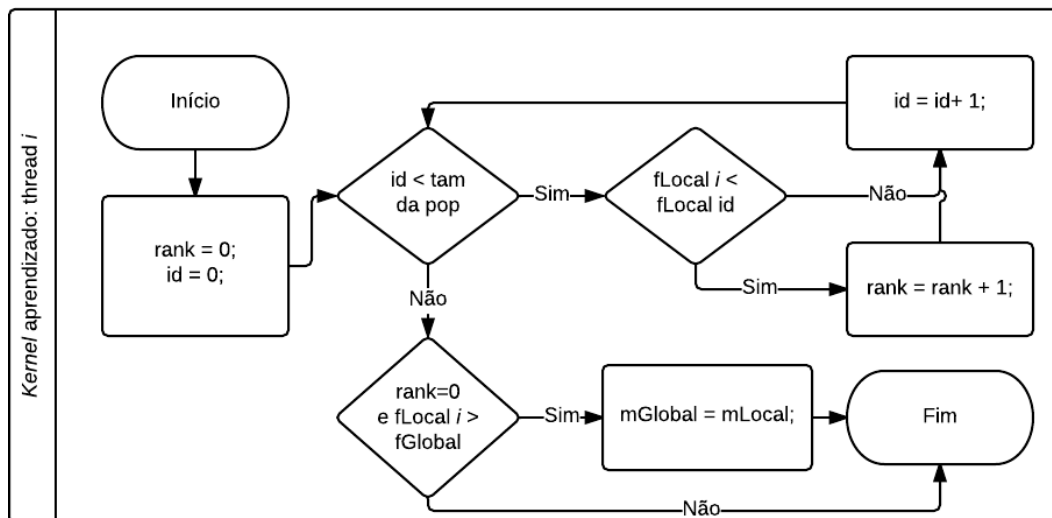 Kernel aprendizado: thread i
Início
rank = 0;
id = 0;
id < tam
da pop
Sim
fLocal i <
fLocal id
Não
id = id+ 1;
Sim
rank = rank + 1;
Não
rank=0
e fLocal i >
fGlobal
Sim
mGlobal = mLocal;
Fim
Não